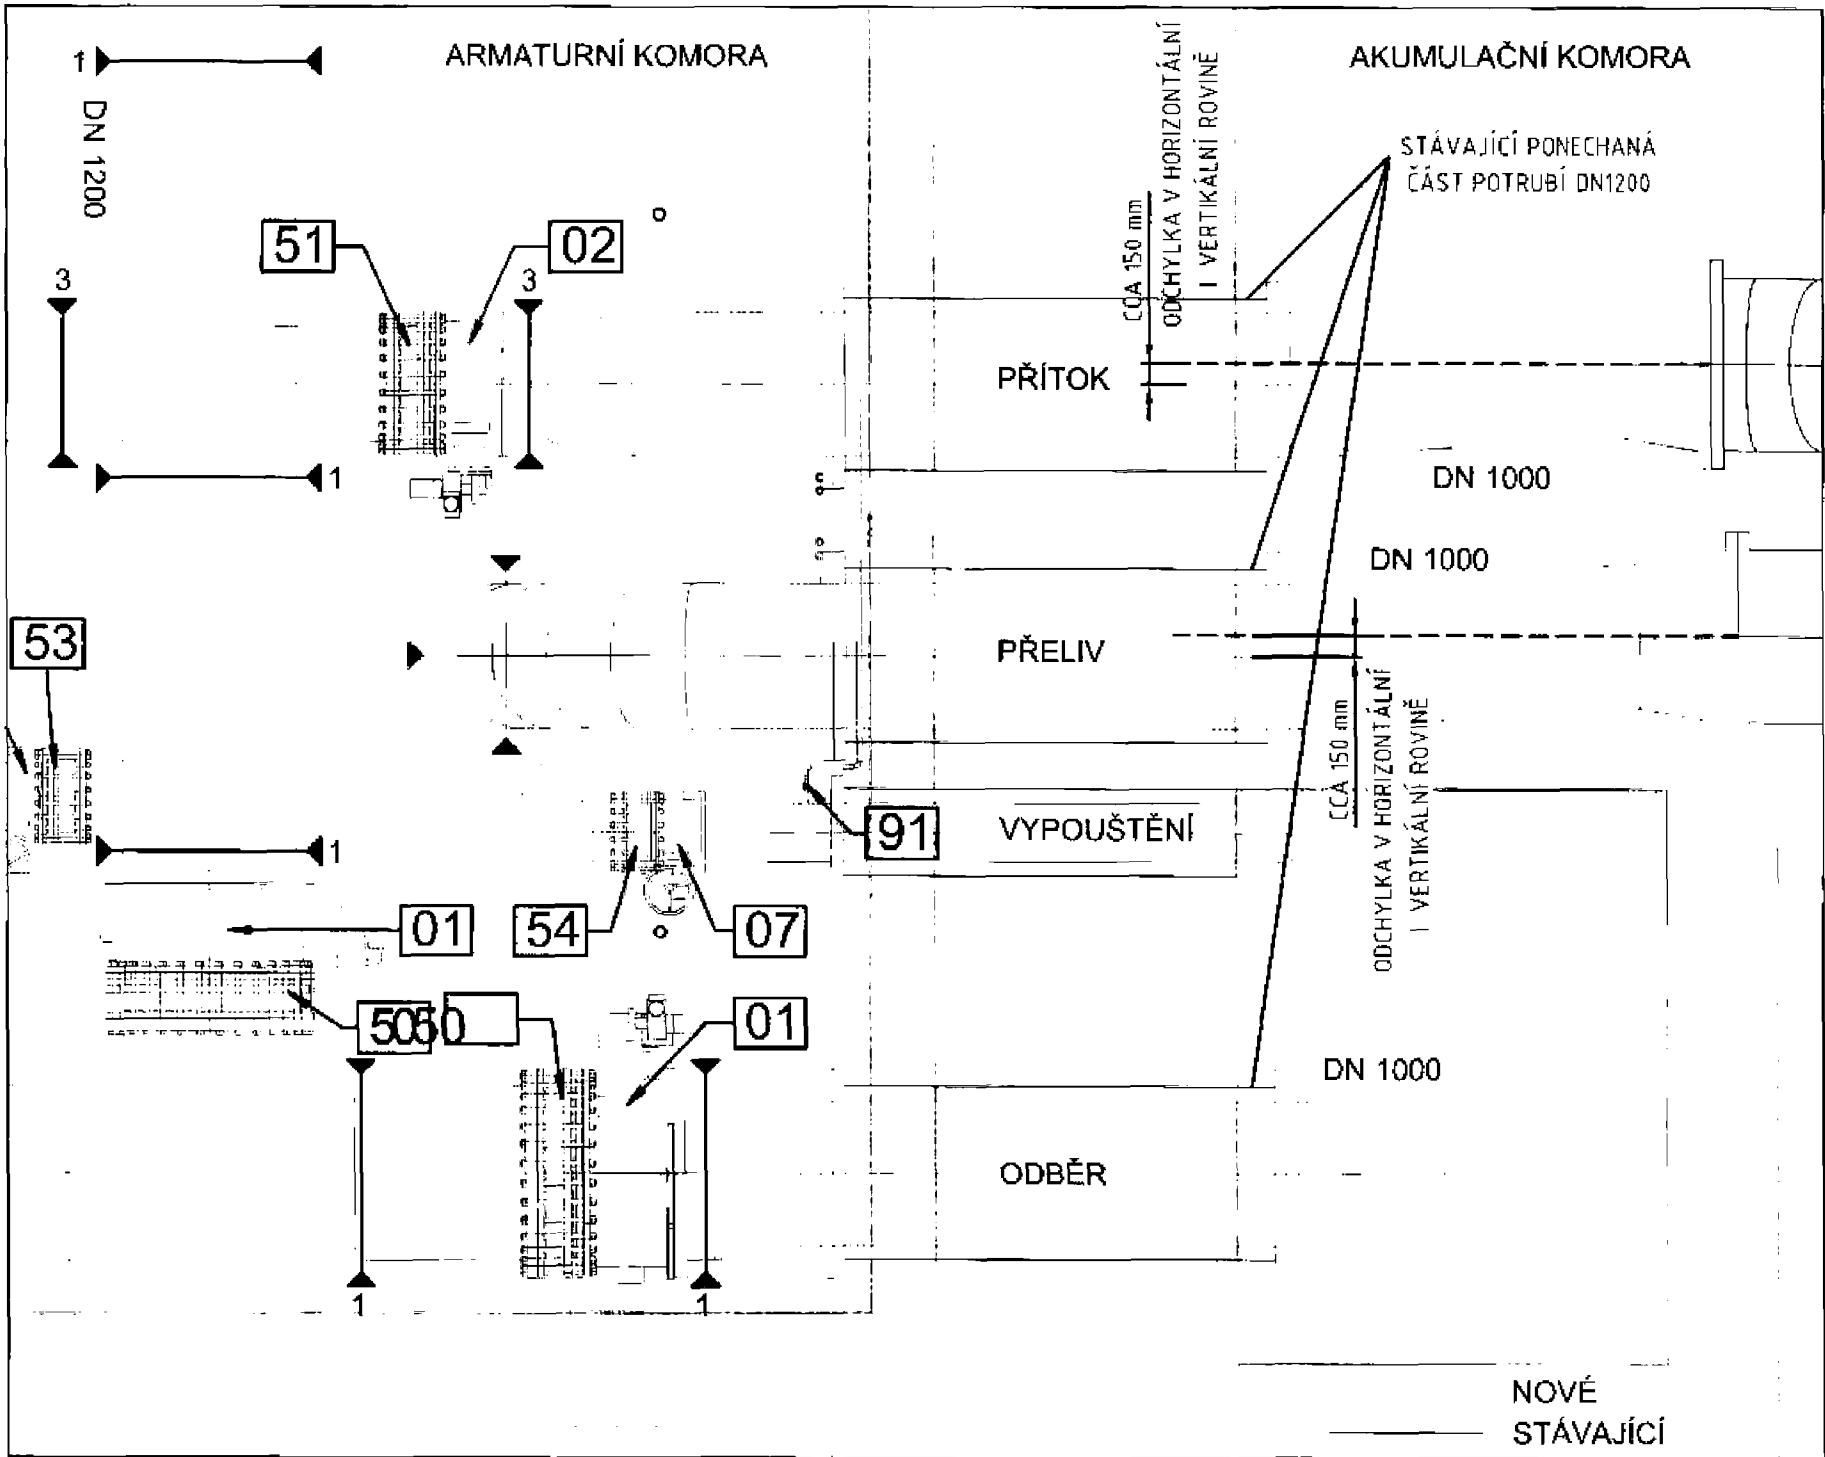 ARMATURNÍ KOMORA
AKUMULAČNÍ KOMORA
1
DN 1200
CCA 150 mm
ODCHYLKA V HORIZONTÁLNÍ
I VERTIKÁLNÍ ROVINĚ
STÁVAJÍCÍ PONECHANÁ
ČÁST POTRUBÍ DN1200
51
02
3
3
PŘÍTOK
1
DN 1000
DN 1000
53
PŘELIV
CCA 150 mm
ODCHYLKA V HORIZONTÁLNÍ
I VERTIKÁLNÍ ROVINĚ
1
91
VYPOUŠTĚNÍ
01
54
07
50
50
01
DN 1000
ODBĚR
1
1
NOVÉ
STÁVAJÍCÍ